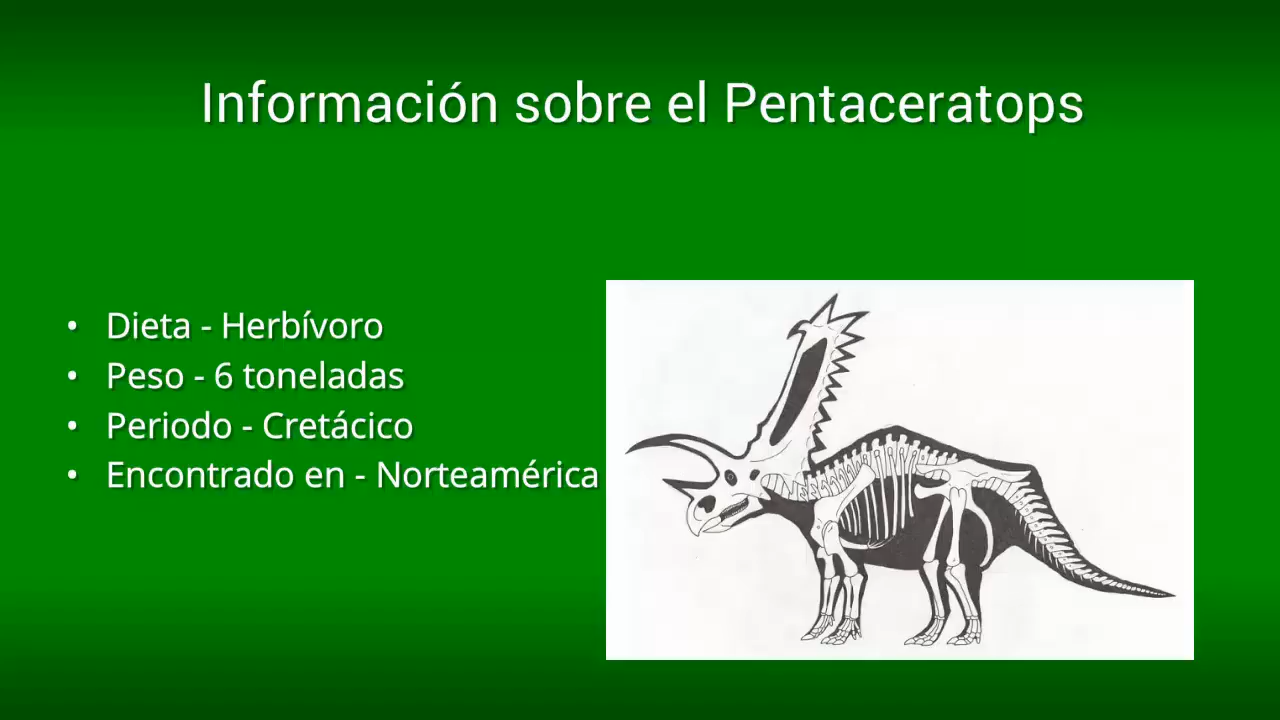 Información sobre el Pentaceratops
• Dieta - Herbívoro
• Peso - 6 toneladas
• Periodo - Cretácico
• Encontrado en - Norteamérica